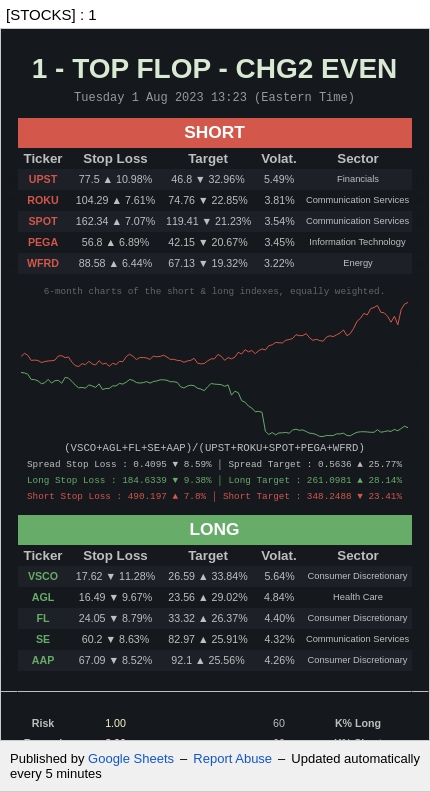 [STOCKS] : 1
1 - TOP FLOP - CHG2 EVEN
Tuesday 1 Aug 2023 13:23 (Eastern Time)
SHORT
Ticker Stop Loss Target Volat. Sector
UPST 77.5 ▲ 10.98% 46.8 ▼ 32.96% 5.49% Financials
ROKU 104.29 ▲ 7.61% 74.76 ▼ 22.85% 3.81% Communication Services
SPOT 162.34 ▲ 7.07% 119.41 ▼ 21.23% 3.54% Communication Services
PEGA 56.8 ▲ 6.89% 42.15 ▼ 20.67% 3.45% Information Technology
WFRD 88.58 ▲ 6.44% 67.13 ▼ 19.32% 3.22% Energy
6-month charts of the short & long indexes, equally weighted.
(VSCO+AGL+FL+SE+AAP)/(UPST+ROKU+SPOT+PEGA+WFRD)
Spread Stop Loss : 0.4095 ▼ 8.59% | Spread Target : 0.5636 ▲ 25.77%
Long Stop Loss : 184.6339 ▼ 9.38% | Long Target : 261.0981 ▲ 28.14%
Short Stop Loss : 490.197 ▲ 7.8% | Short Target : 348.2488 ▼ 23.41%
LONG
Ticker Stop Loss Target Volat. Sector
VSCO 17.62 ▼ 11.28% 26.59 ▲ 33.84% 5.64% Consumer Discretionary
AGL 16.49 ▼ 9.67% 23.56 ▲ 29.02% 4.84% Health Care
FL 24.05 ▼ 8.79% 33.32 ▲ 26.37% 4.40% Consumer Discretionary
SE 60.2 ▼ 8.63% 82.97 ▲ 25.91% 4.32% Communication Services
AAP 67.09 ▼ 8.52% 92.1 ▲ 25.56% 4.26% Consumer Discretionary
Risk 1.00 60 K% Long
Published by Google Sheets – Report Abuse – Updated automatically
every 5 minutes